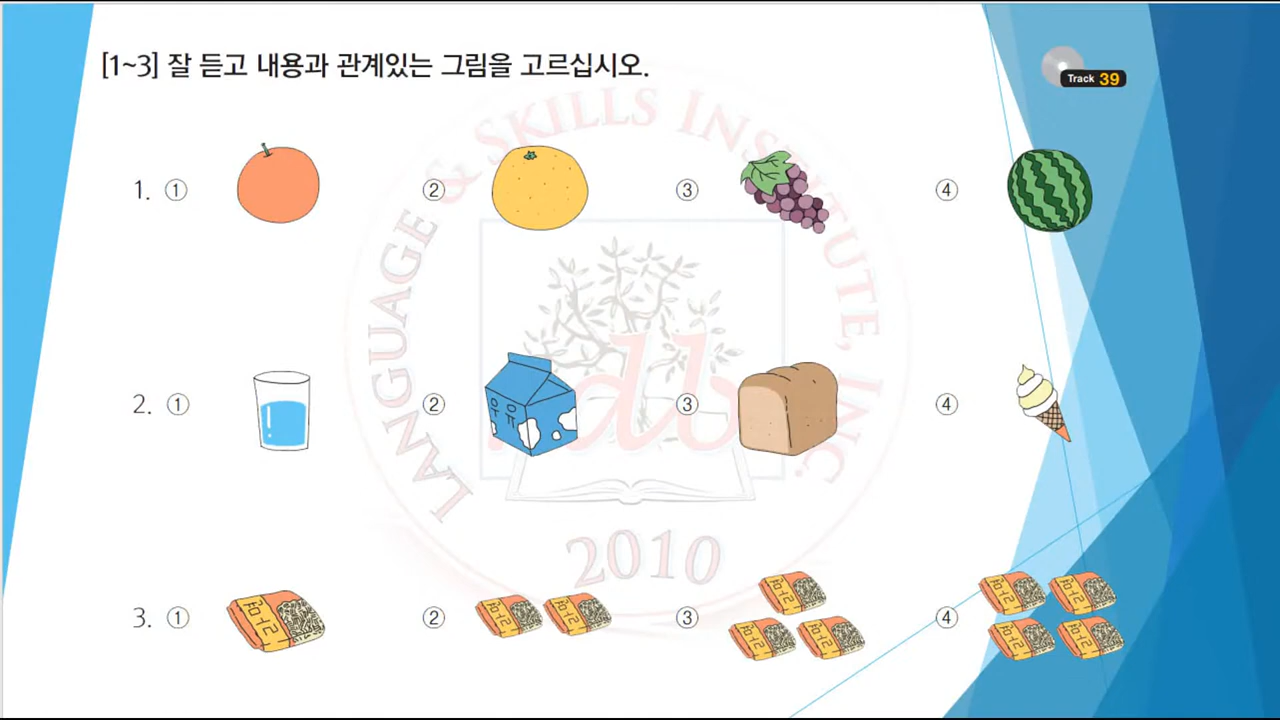 [1~3] 잘 듣고 내용과 관계있는 그림을 고르십시오.
Track 39
1. ① ② ③ ④
2. ① ② ③ ④
우유
3. ① ② ③ ④
LANGUAGE & SKILLS INSTITUTE, INC.
db
2010